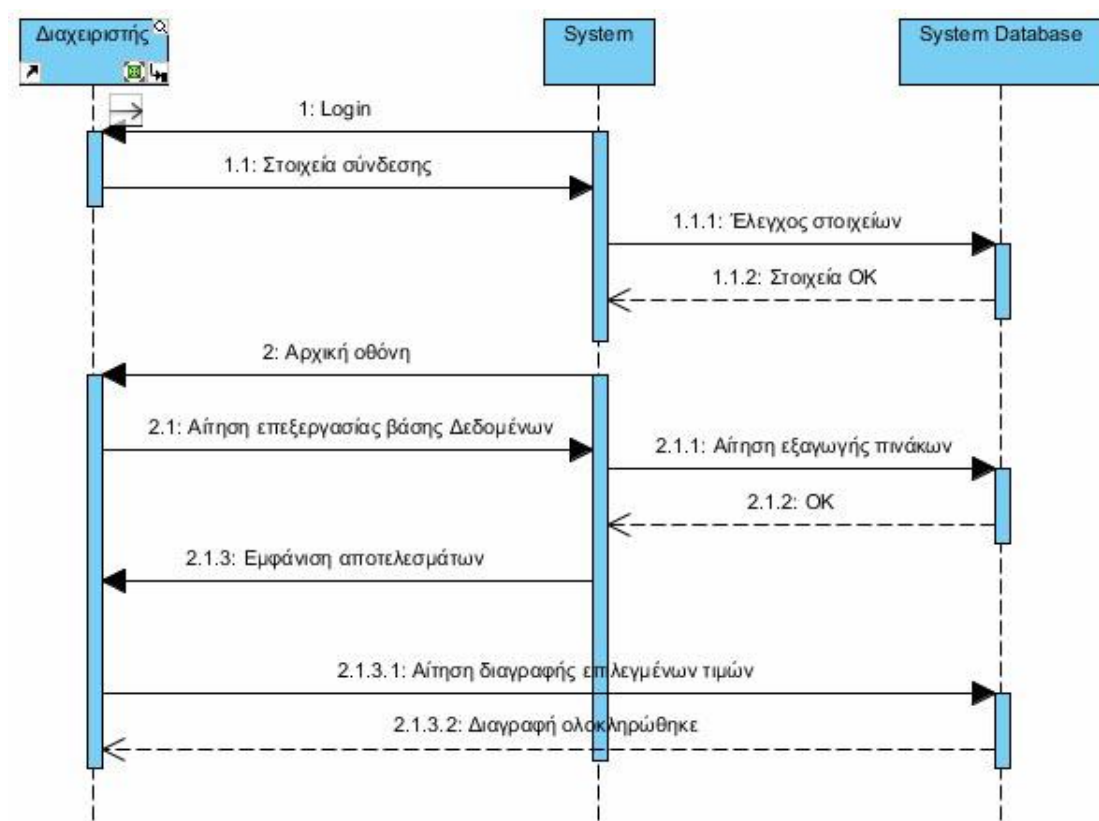 Διαχειριστής
System
System Database
1: Login
1.1: Στοιχεία σύνδεσης
1.1.1: Έλεγχος στοιχείων
1.1.2: Στοιχεία ΟΚ
2: Αρχική οθόνη
2.1: Αίτηση επεξεργασίας βάσης Δεδομένων
2.1.1: Αίτηση εξαγωγής πινάκων
2.1.2: ΟΚ
2.1.3: Εμφάνιση αποτελεσμάτων
2.1.3.1: Αίτηση διαγραφής επιλεγμένων τιμών
2.1.3.2: Διαγραφή ολοκληρώθηκε